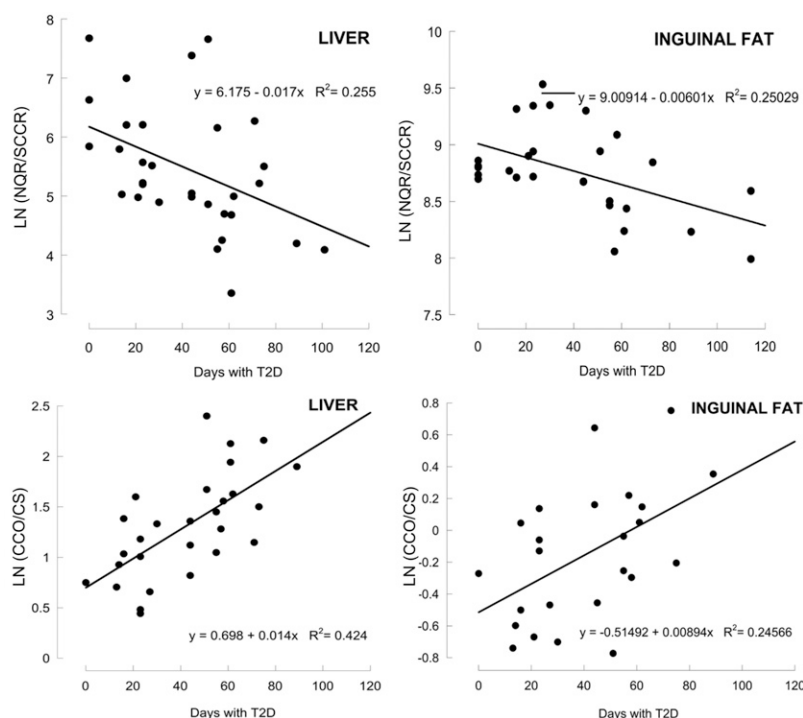 LIVER
y = 6.175 - 0.017x R²= 0.255
LN (NQR/SCCR)
8
7
6
5
4
3
0 20 40 60 80 100 120
Days with T2D
INGUINAL FAT
y = 9.00914 - 0.00601x R²= 0.25029
LN (NQR/SCCR)
10
9.5
9
8.5
8
7.5
0 20 40 60 80 100 120
Days with T2D
LIVER
LN (CCO/CS)
2.5
2
1.5
1
0.5
0
y = 0.698 + 0.014x R²= 0.424
0 20 40 60 80 100 120
Days with T2D
INGUINAL FAT
LN (CCO/CS)
0.8
0.6
0.4
0.2
0
-0.2
-0.4
-0.6
-0.8
y = -0.51492 + 0.00894x R²= 0.24566
0 20 40 60 80 100 120
Days with T2D